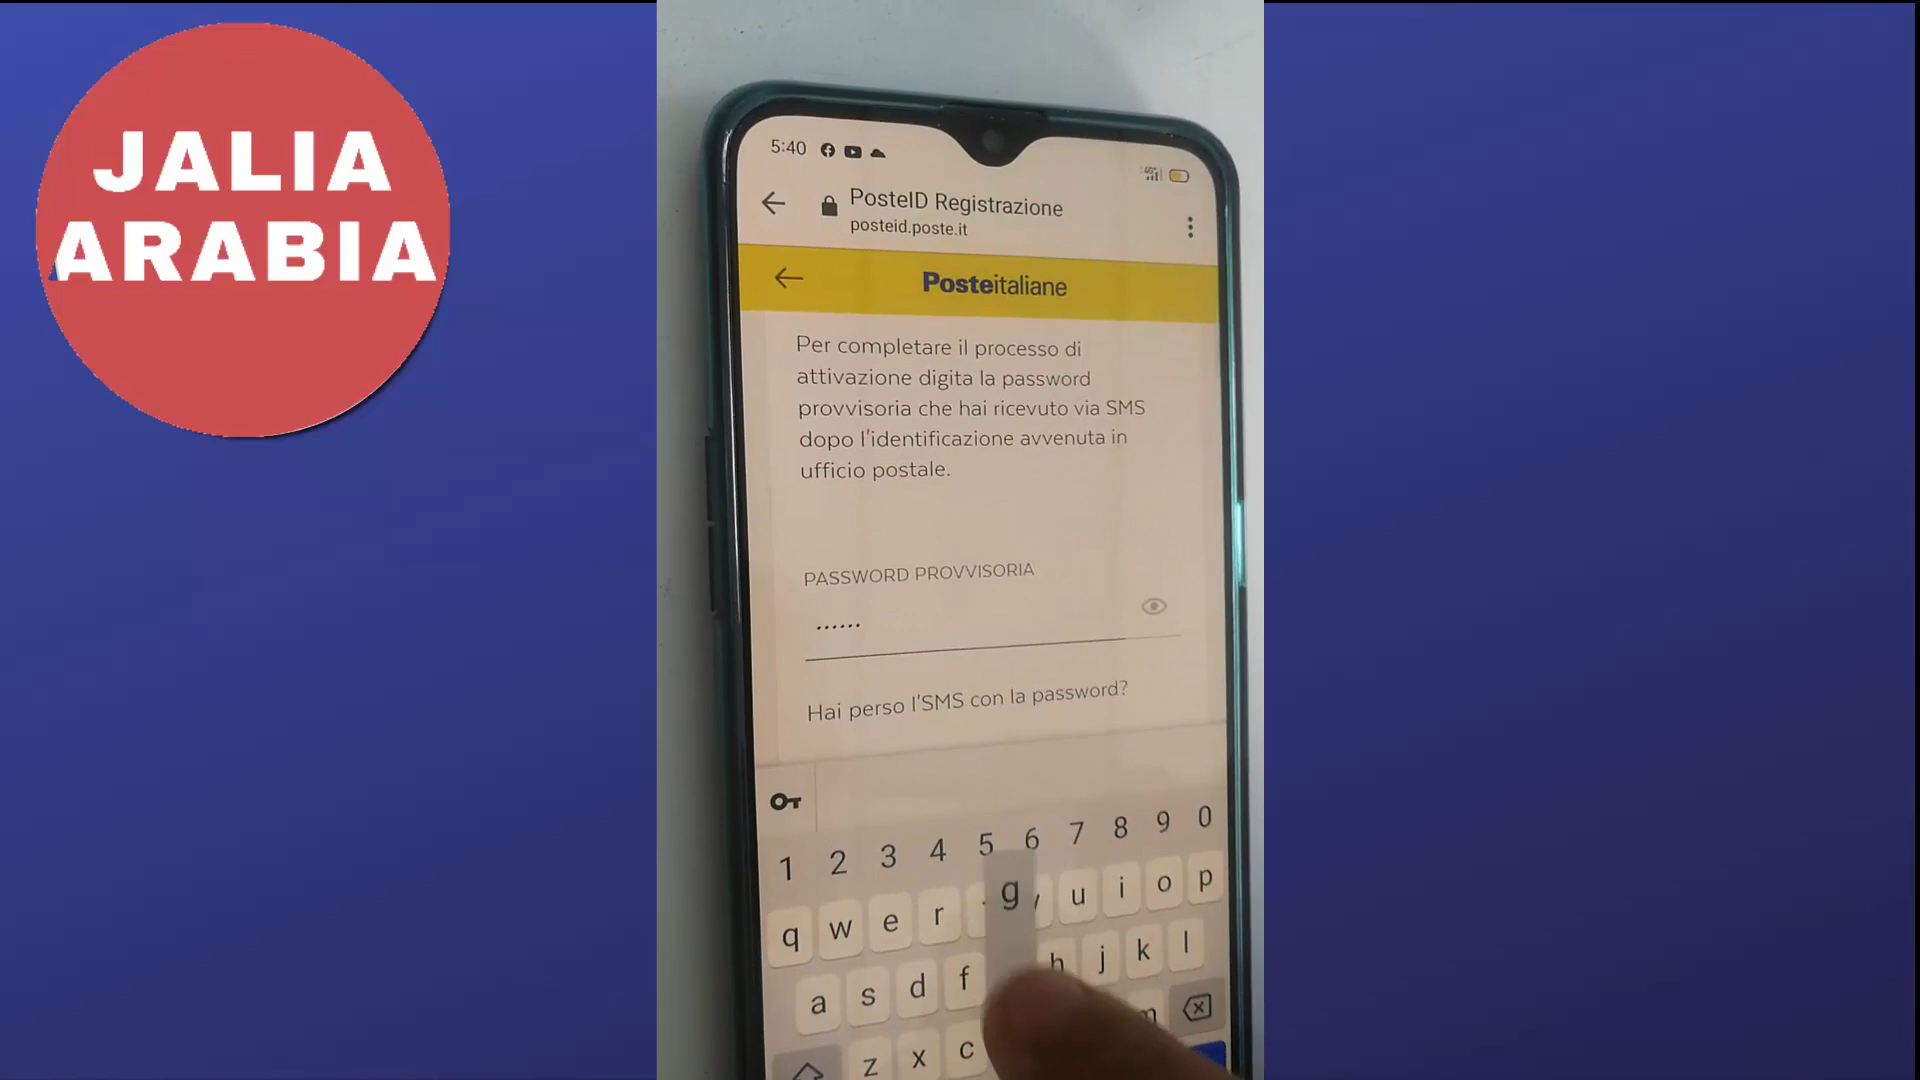 JALIA
ARABIA
5:40
PosteID Registrazione
posteid.poste.it
Posteitaliane
Per completare il processo di
attivazione digita la password
provvisoria che hai ricevuto via SMS
dopo l'identificazione avvenuta in
ufficio postale.
PASSWORD PROVVISORIA
••••••
Hai perso l'SMS con la password?
1 2 3 4 5 6 7 8 9 0
q w e r g u i o p
a s d f h j k l
z x c m